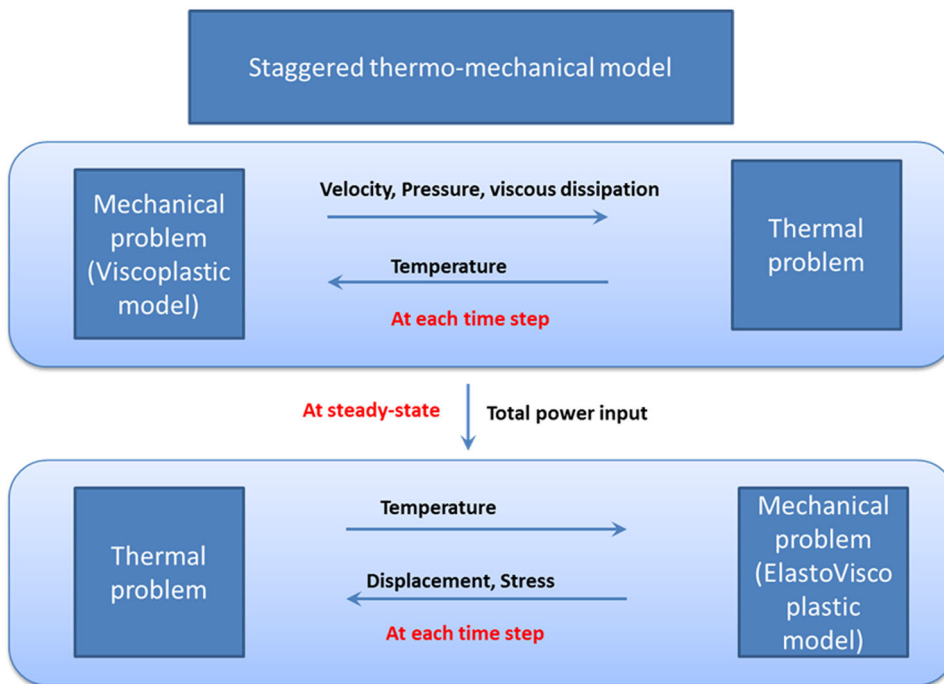 Staggered thermo-mechanical model
Mechanical
problem
(Viscoplastic
model)
Velocity, Pressure, viscous dissipation
Temperature
At each time step
Thermal
problem
At steady-state
Total power input
Thermal
problem
Temperature
Displacement, Stress
At each time step
Mechanical
problem
(ElastoVisco
plastic
model)